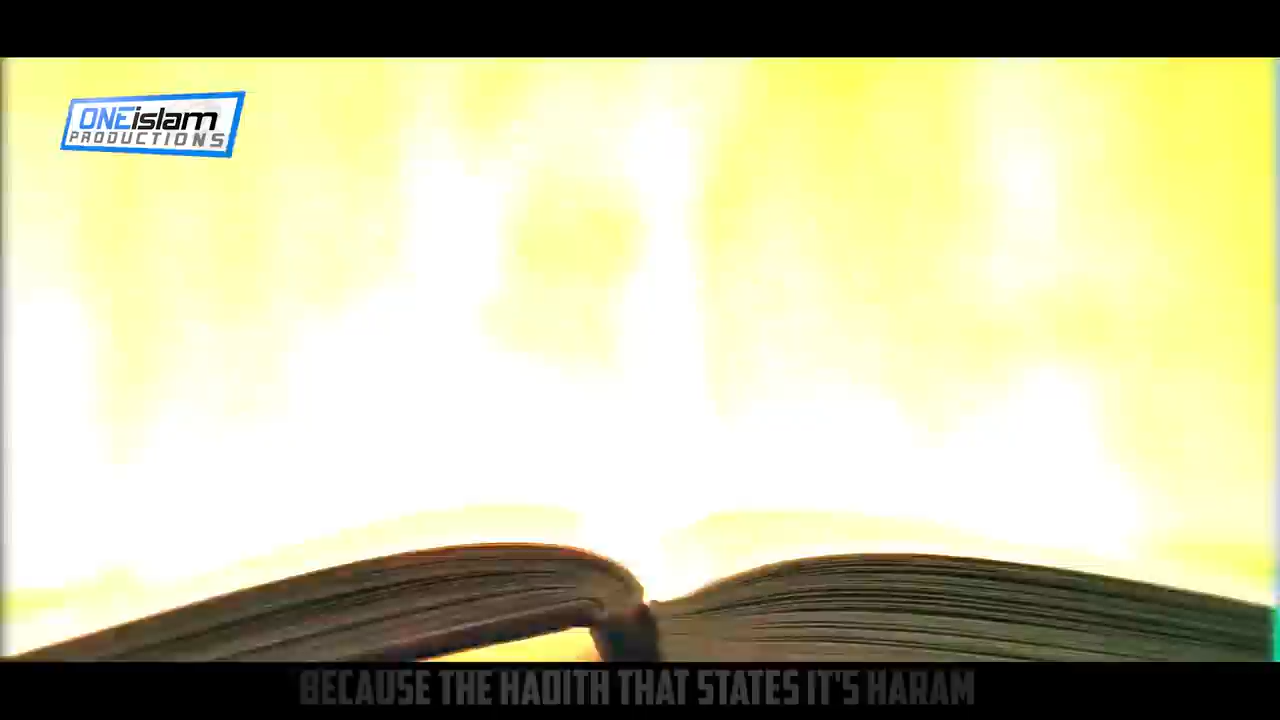 ONEislam
PRODUCTIONS
BECAUSE THE HADITH THAT STATES IT'S HARAM